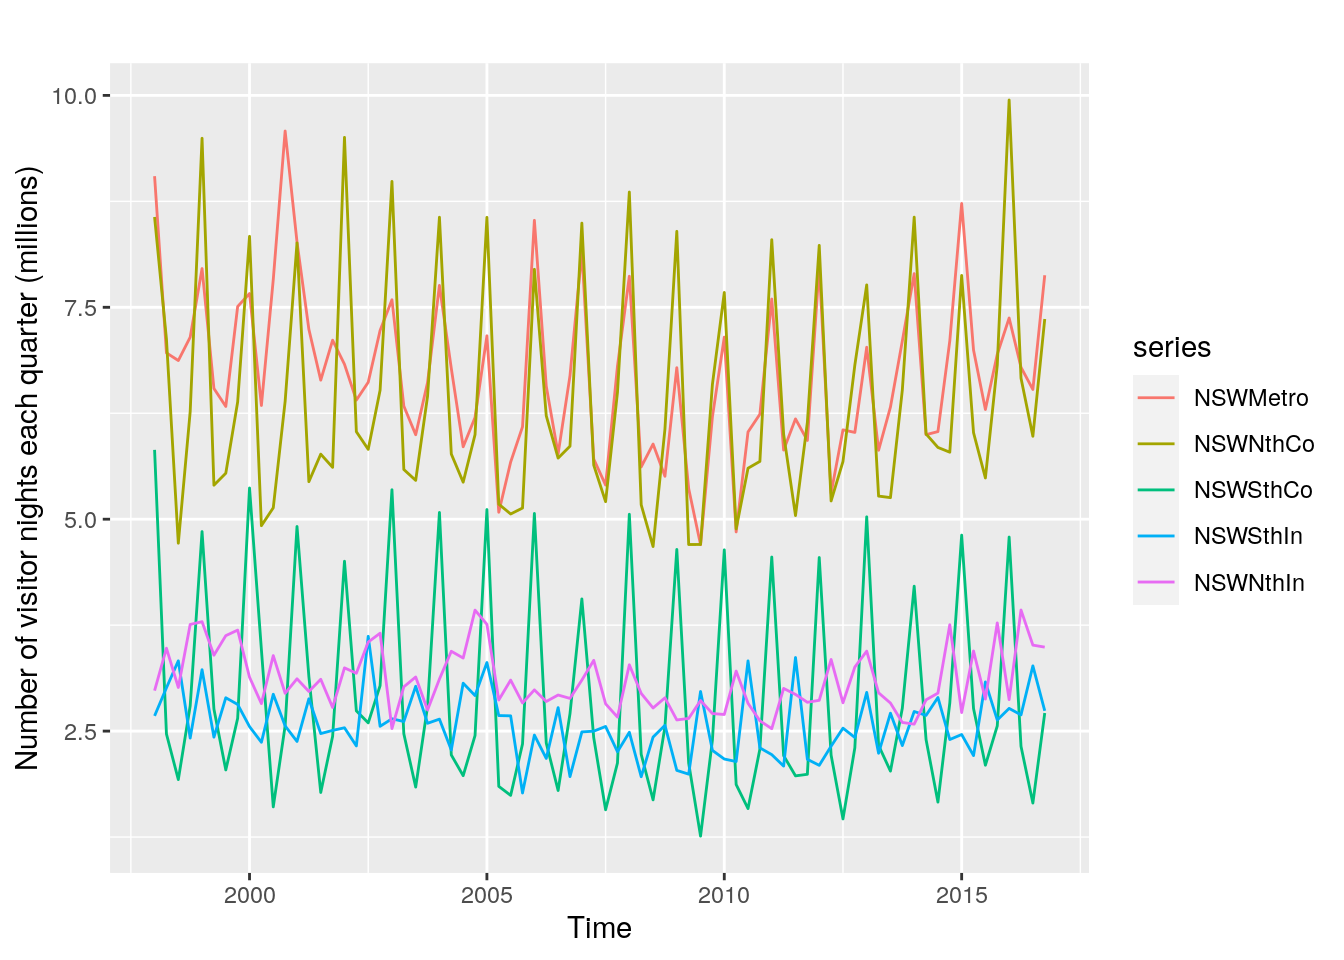 10.0
7.5
5.0
2.5
Number of visitor nights each quarter (millions)
2000 2005 2010 2015
Time
series
NSWMetro
NSWNthCo
NSWSthCo
NSWSthIn
NSWNthIn